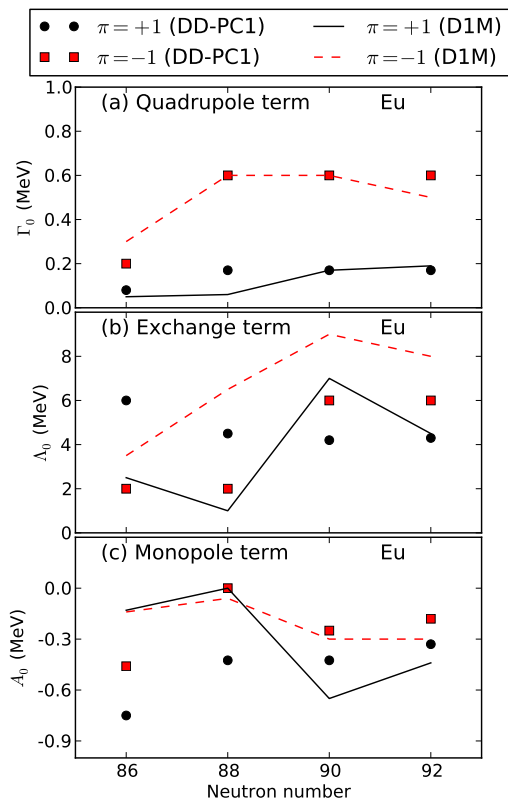 π=+1 (DD-PC1) π=+1 (D1M)
π=−1 (DD-PC1) π=−1 (D1M)
(a) Quadrupole term Eu
1.0
0.8
0.6
0.4
0.2
0.0
Γ₀ (MeV)
(b) Exchange term Eu
8
6
4
2
0
Λ₀ (MeV)
(c) Monopole term Eu
0.0
-0.3
-0.6
-0.9
A₀ (MeV)
86 88 90 92
Neutron number